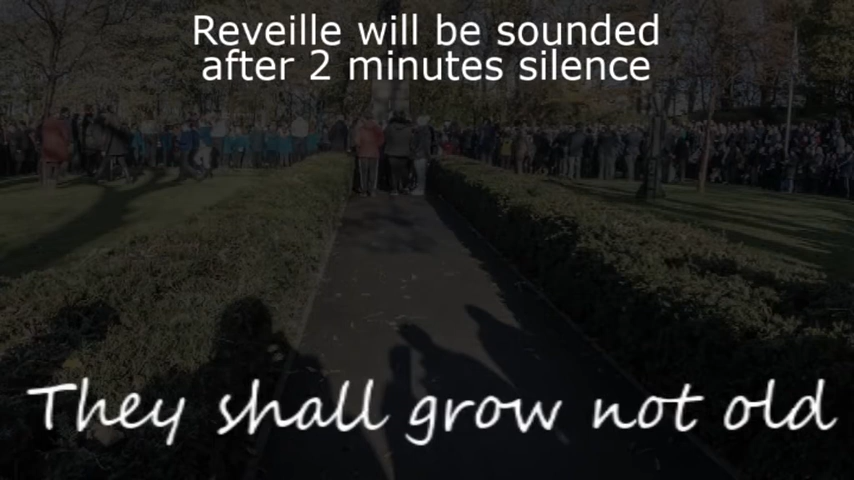 Reveille will be sounded
after 2 minutes silence
They shall grow not old